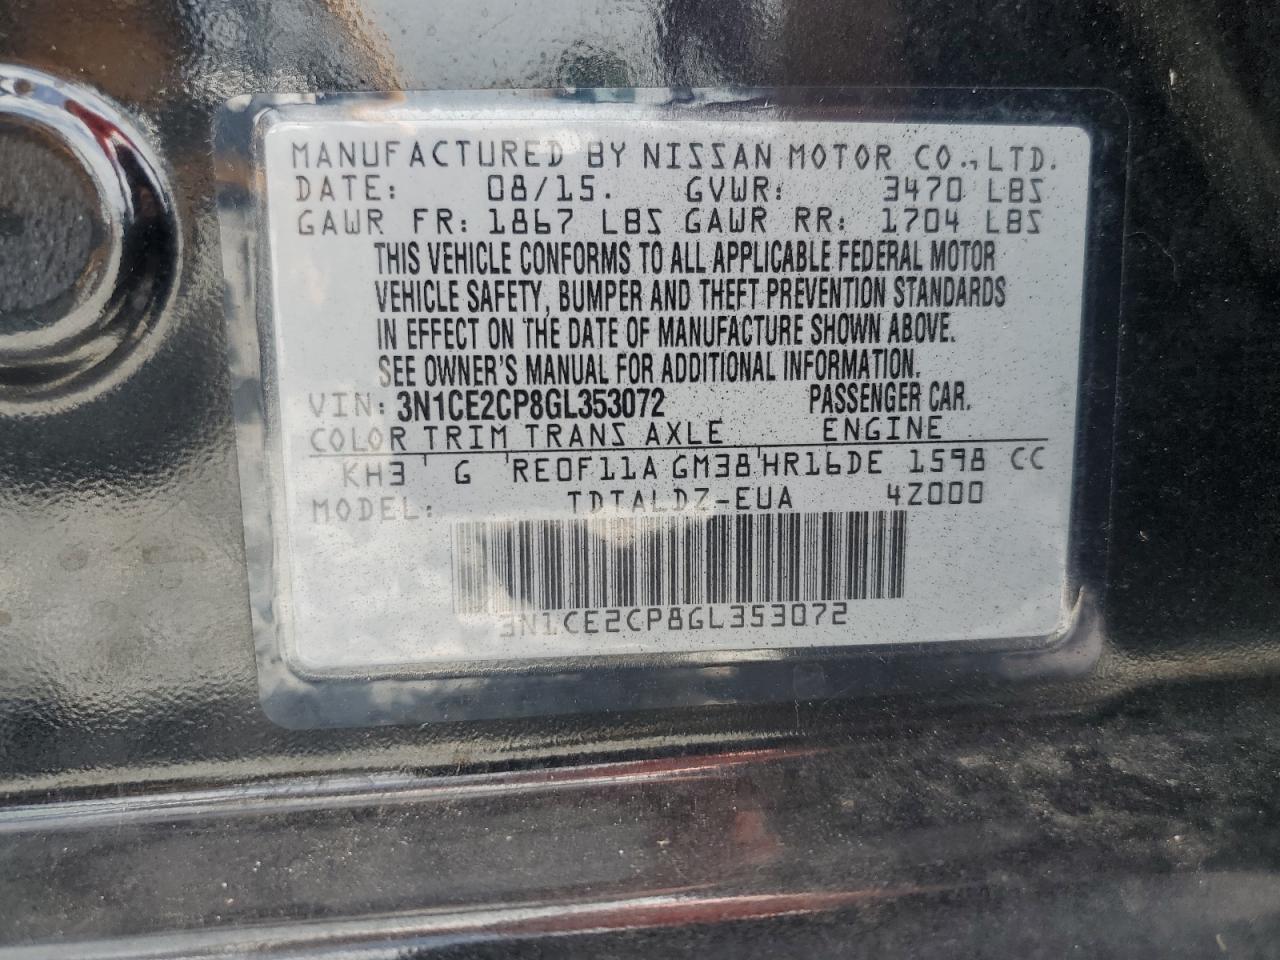 MANUFACTURED BY NISSAN MOTOR CO., LTD.
DATE: 08/15. GVWR: 3470 LBS
GAWR FR: 1867 LBS GAWR RR: 1704 LBS
THIS VEHICLE CONFORMS TO ALL APPLICABLE FEDERAL MOTOR
VEHICLE SAFETY, BUMPER AND THEFT PREVENTION STANDARDS
IN EFFECT ON THE DATE OF MANUFACTURE SHOWN ABOVE.
SEE OWNER'S MANUAL FOR ADDITIONAL INFORMATION.
VIN: 3N1CE2CP8GL353072 PASSENGER CAR.
COLOR TRIM TRANS AXLE ENGINE
KH3 G RE0F11A GM38 HR16DE 1598 CC
MODEL: TDTALDZ-EUA 4Z000
3N1CE2CP8GL353072